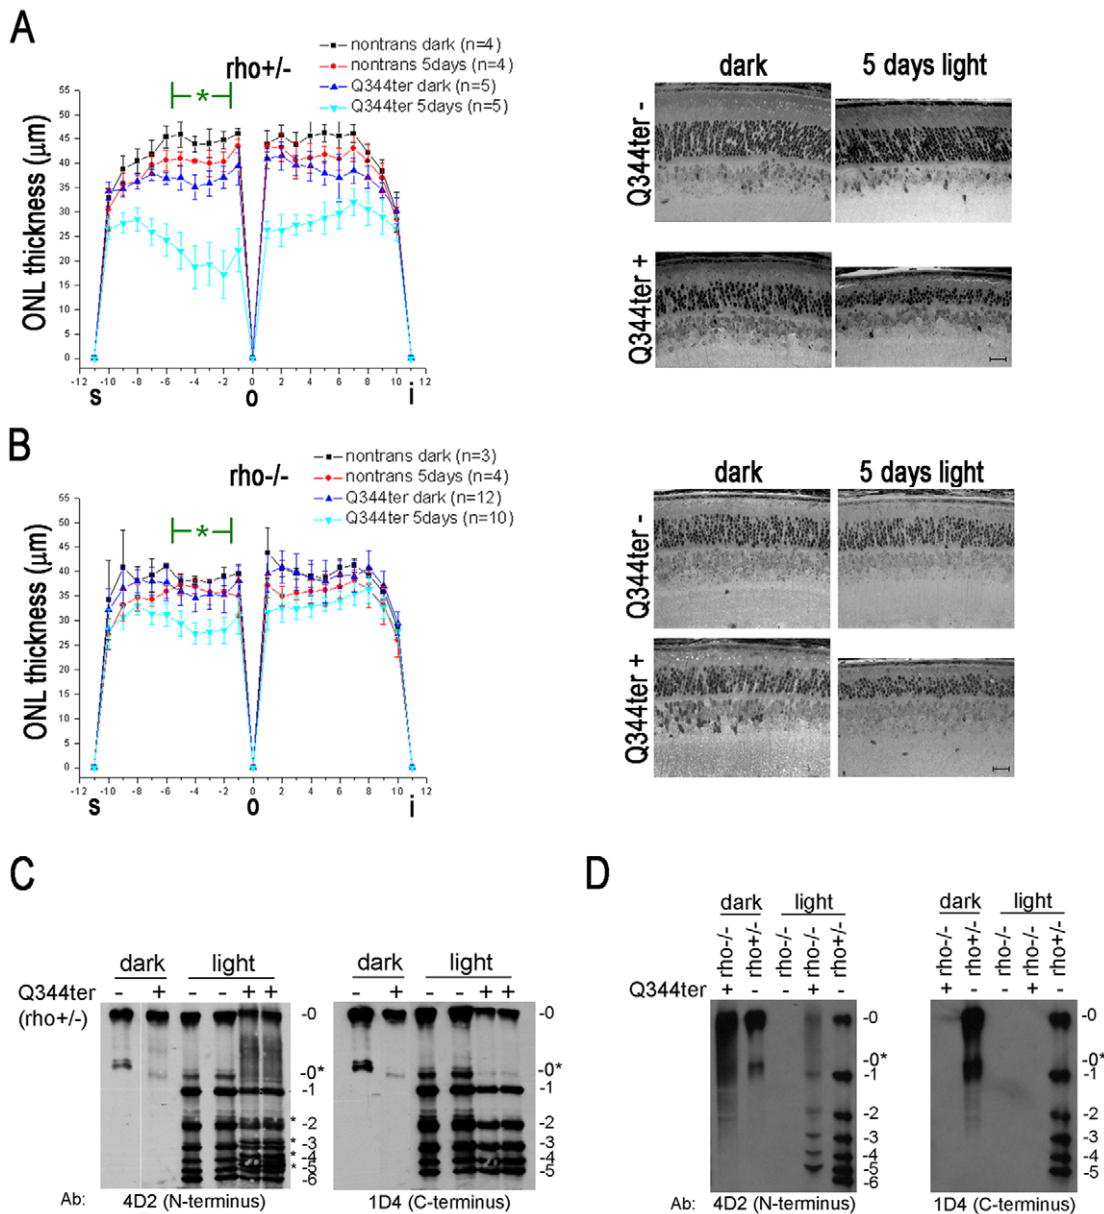 A
rho+/-
nontrans dark (n=4)
nontrans 5days (n=4)
Q344ter dark (n=5)
Q344ter 5days (n=5)
*
ONL thickness (μm)
55
50
45
40
35
30
25
20
15
10
5
0
-12 -10 -8 -6 -4 -2 0 2 4 6 8 10 12
s o i
dark 5 days light
Q344ter -
Q344ter +
B
rho-/-
nontrans dark (n=3)
nontrans 5days (n=4)
Q344ter dark (n=12)
Q344ter 5days (n=10)
*
ONL thickness (μm)
55
50
45
40
35
30
25
20
15
10
5
0
-12 -10 -8 -6 -4 -2 0 2 4 6 8 10 12
s o i
dark 5 days light
Q344ter -
Q344ter +
C
dark light dark light
Q344ter - + - - + + - + - - + +
(rho+/-)
-0
-0*
-1
* -2
* -3
* -4
* -5
-6
-0
-0*
-1
-2
-3
-4
-5
Ab: 4D2 (N-terminus) 1D4 (C-terminus)
D
dark light dark light
rho-/- rho+/- rho-/- rho-/- rho+/- rho-/- rho+/- rho-/- rho-/- rho+/-
Q344ter + - - + - + - - + -
-0
-0*
-1
-2
-3
-4
-5
-6
-0
-0*
-1
-2
-3
-4
-5
Ab: 4D2 (N-terminus) 1D4 (C-terminus)